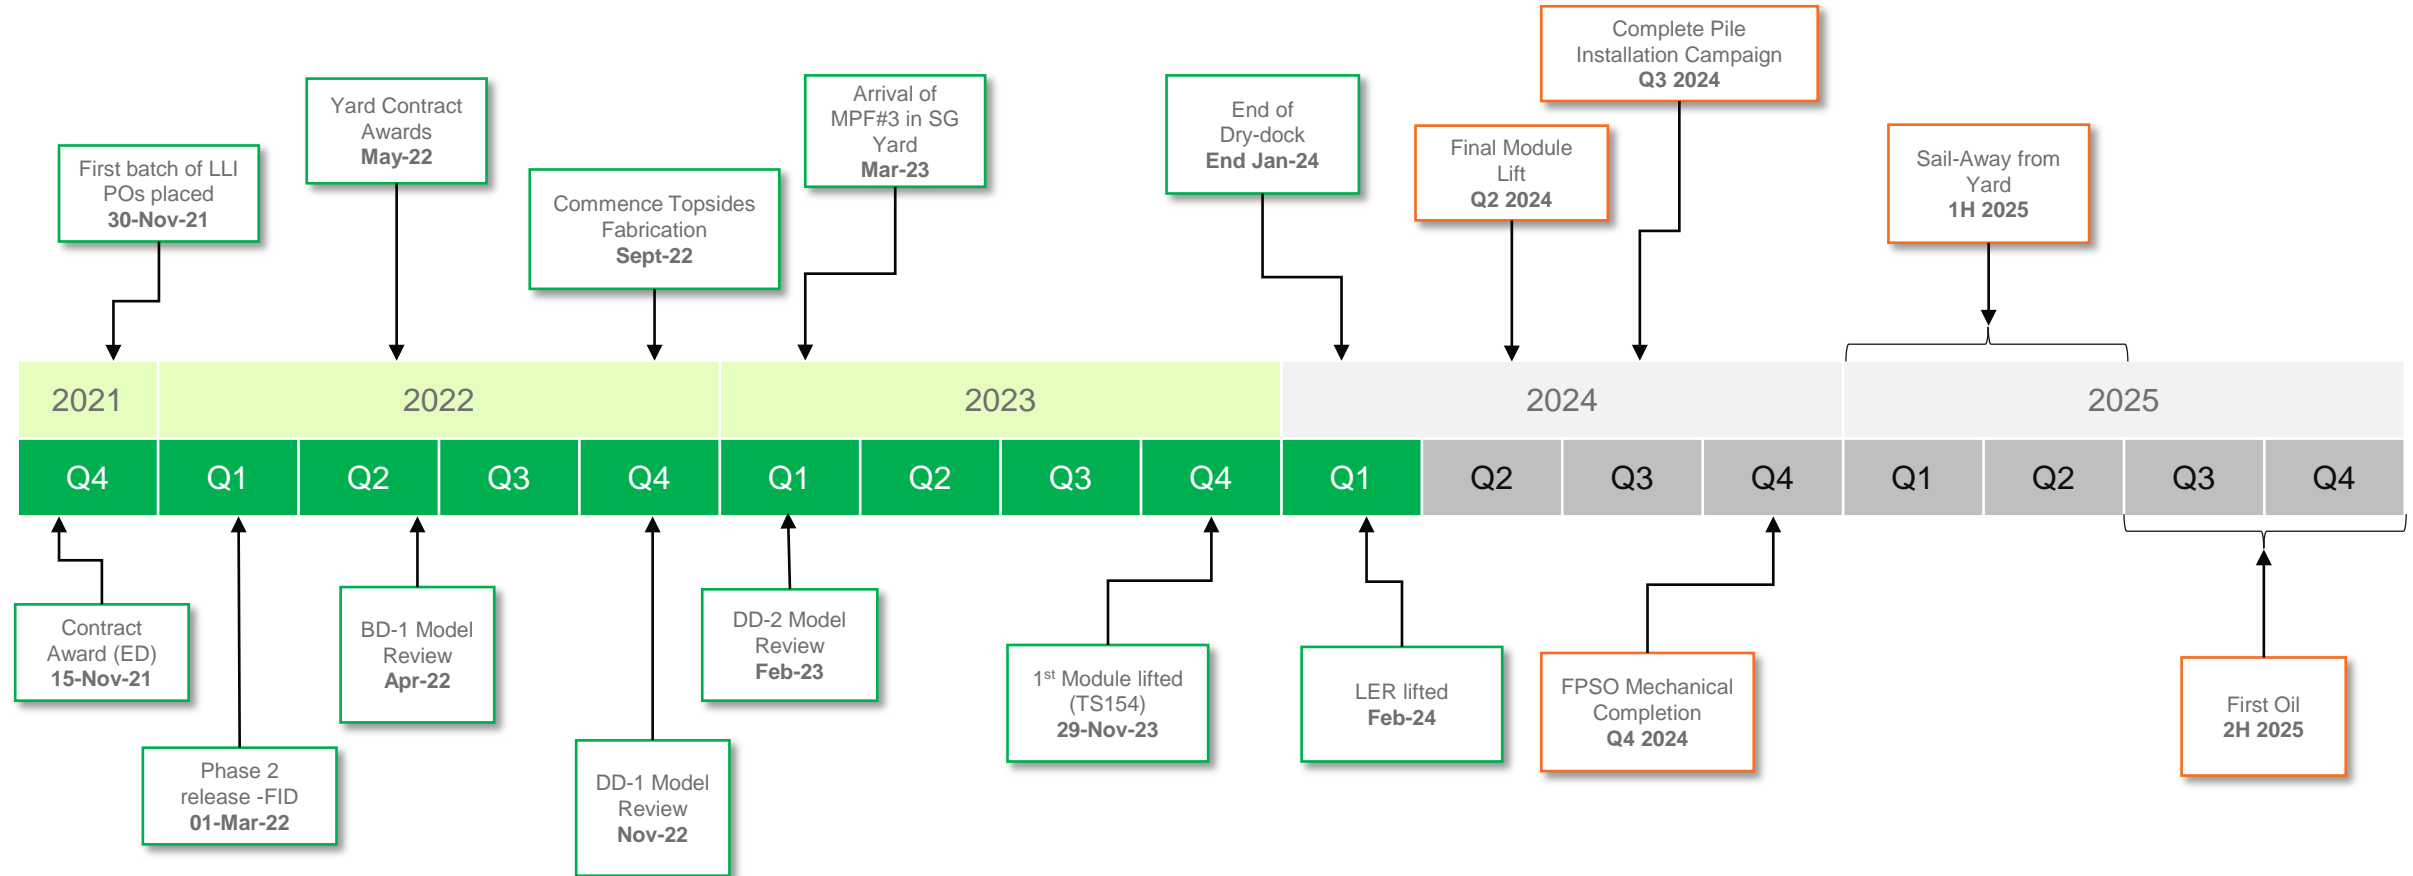 Complete Pile
Installation Campaign
Q3 2024
Yard Contract
Awards
May-22
Arrival of
MPF#3 in SG
Yard
Mar-23
End of
Dry-dock
End Jan-24
Final Module
Lift
Q2 2024
Sail-Away from
Yard
1H 2025
First batch of LLI
POs placed
30-Nov-21
Commence Topsides
Fabrication
Sept-22
2021 2022 2023 2024 2025
Q4 Q1 Q2 Q3 Q4 Q1 Q2 Q3 Q4 Q1 Q2 Q3 Q4 Q1 Q2 Q3 Q4
Contract
Award (ED)
15-Nov-21
Phase 2
release -FID
01-Mar-22
BD-1 Model
Review
Apr-22
DD-1 Model
Review
Nov-22
DD-2 Model
Review
Feb-23
1st Module lifted
(TS154)
29-Nov-23
LER lifted
Feb-24
FPSO Mechanical
Completion
Q4 2024
First Oil
2H 2025